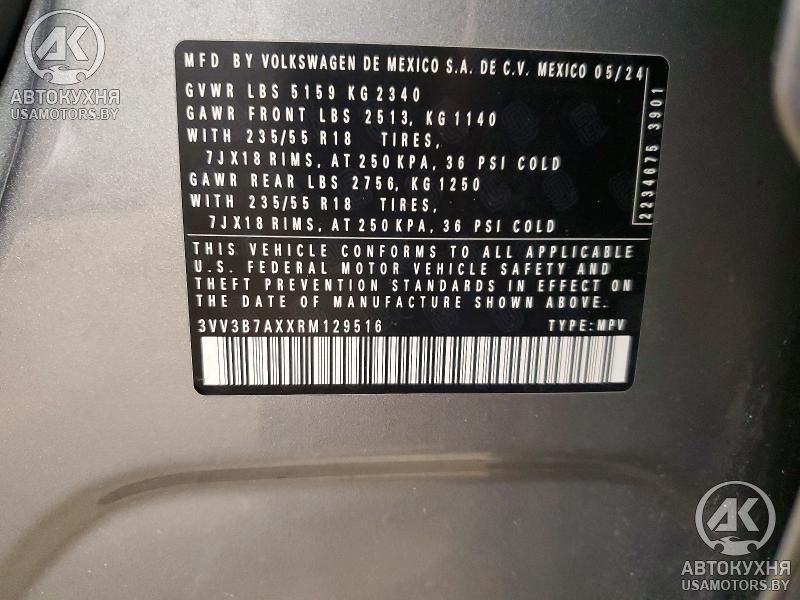 AK
АВТОКУХНЯ
USAMOTORS.BY
MFD BY VOLKSWAGEN DE MEXICO S.A. DE C.V. MEXICO 05/24
GVWR LBS 5159 KG 2340
GAWR FRONT LBS 2513, KG 1140
WITH 235/55 R18 TIRES,
7JX18 RIMS, AT 250 KPA, 36 PSI COLD
GAWR REAR LBS 2756, KG 1250
WITH 235/55 R18 TIRES,
7JX18 RIMS, AT 250 KPA, 36 PSI COLD
2234675 3901
THIS VEHICLE CONFORMS TO ALL APPLICABLE
U.S. FEDERAL MOTOR VEHICLE SAFETY AND
THEFT PREVENTION STANDARDS IN EFFECT ON
THE DATE OF MANUFACTURE SHOWN ABOVE.
3VV3B7AXXRM129516 TYPE:MPV
AK
АВТОКУХНЯ
USAMOTORS.BY